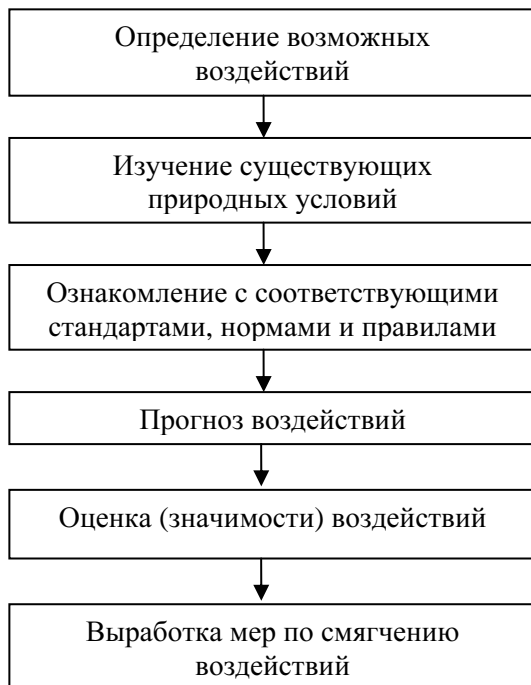 Определение возможных
воздействий
Изучение существующих
природных условий
Ознакомление с соответствующими
стандартами, нормами и правилами
Прогноз воздействий
Оценка (значимости) воздействий
Выработка мер по смягчению
воздействий